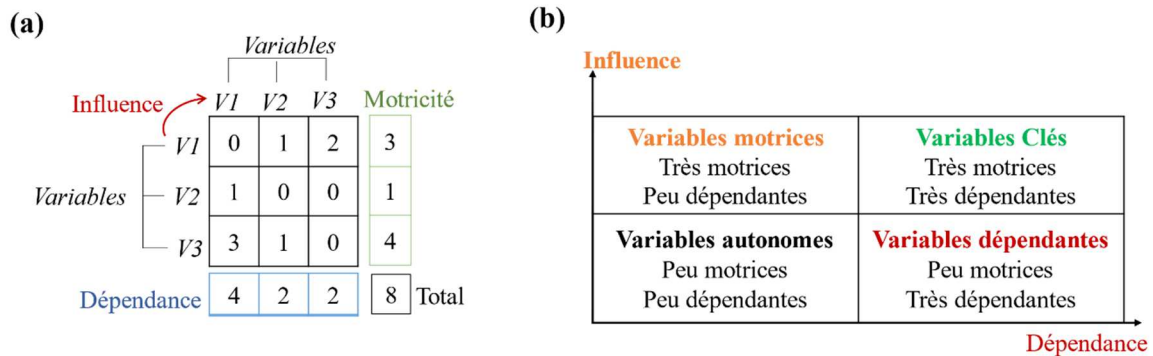 (a)
Variables
Influence V1 V2 V3 Motricité
V1 0 1 2 3
Variables V2 1 0 0 1
V3 3 1 0 4
Dépendance 4 2 2 8 Total
(b)
Influence
Variables motrices
Très motrices
Peu dépendantes
Variables Clés
Très motrices
Très dépendantes
Variables autonomes
Peu motrices
Peu dépendantes
Variables dépendantes
Peu motrices
Très dépendantes
Dépendance